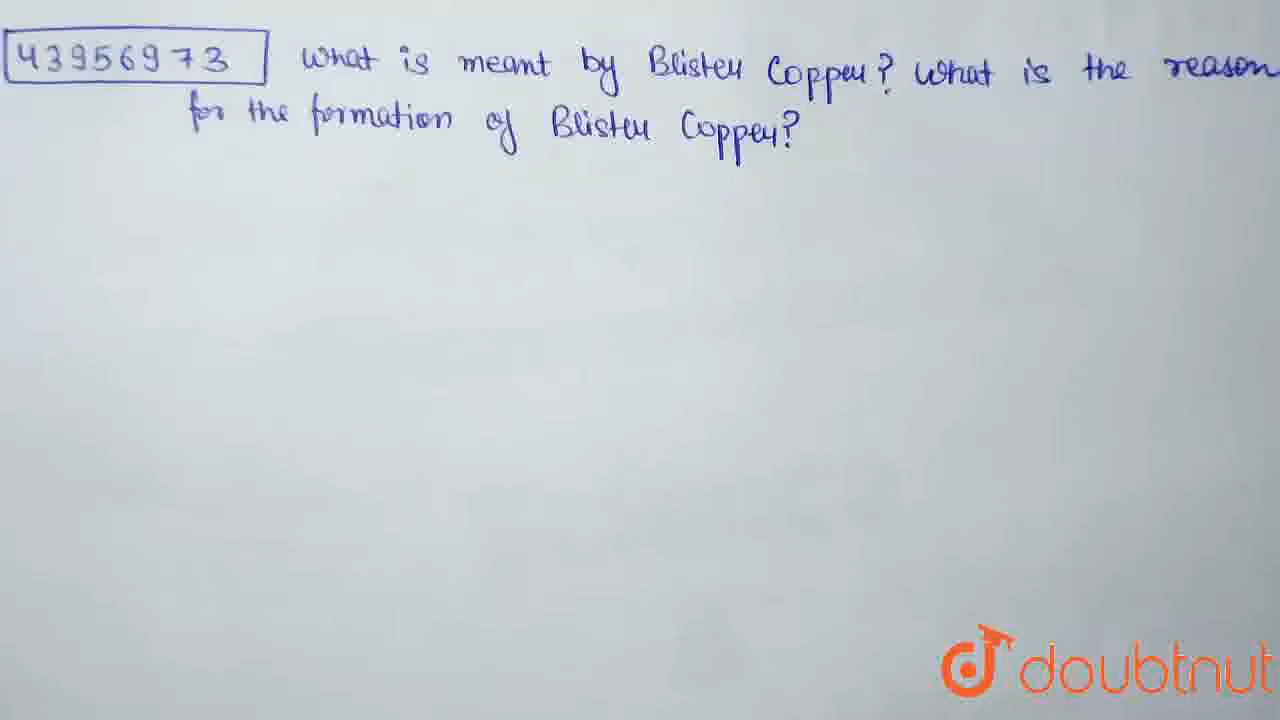 43956973 What is meant by Blister Copper? What is the reason
for the formation of Blister Copper?
doubtnut